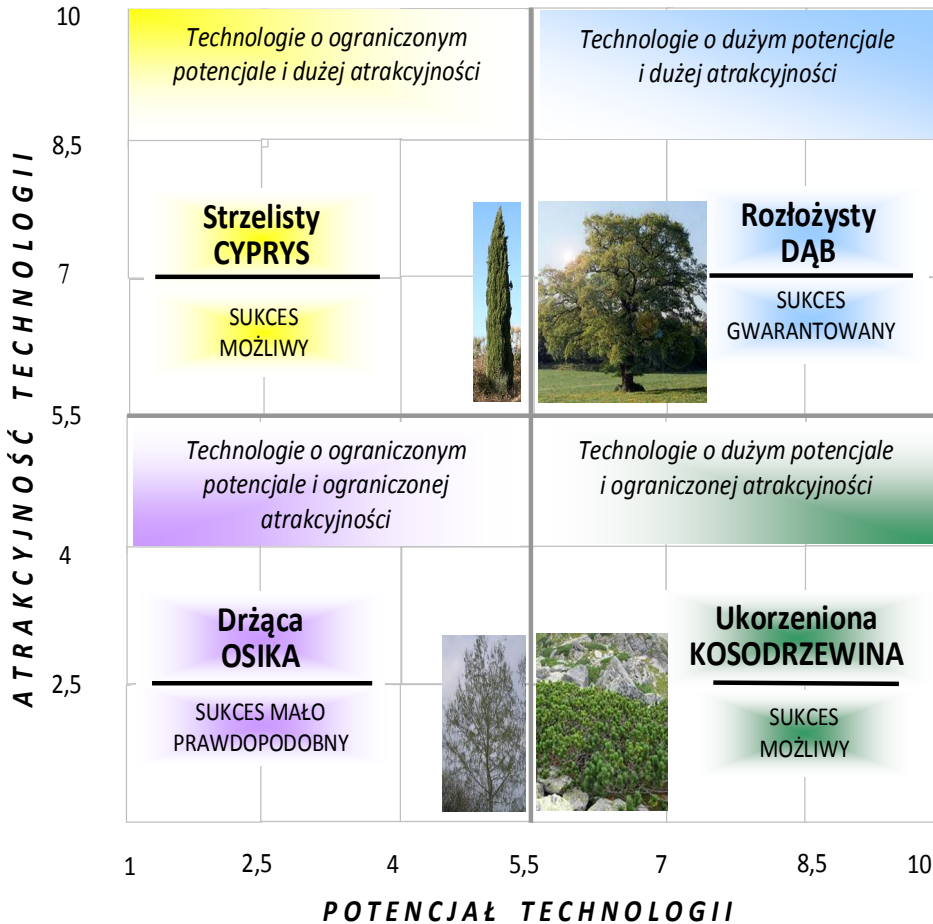 10
Technologie o ograniczonym
potencjale i dużej atrakcyjności
Technologie o dużym potencjale
i dużej atrakcyjności
8,5
Strzelisty
CYPRYS
Rozłożysty
DĄB
7
SUKCES
MOŻLIWY
SUKCES
GWARANTOWANY
ATRAKCYJNOŚĆ TECHNOLOGII
5,5
Technologie o ograniczonym
potencjale i ograniczonej
atrakcyjności
Technologie o dużym potencjale
i ograniczonej atrakcyjności
4
Drżąca
OSIKA
Ukorzeniona
KOSODRZEWINA
2,5
SUKCES MAŁO
PRAWDOPODOBNY
SUKCES
MOŻLIWY
1 2,5 4 5,5 7 8,5 10
POTENCJAŁ TECHNOLOGII